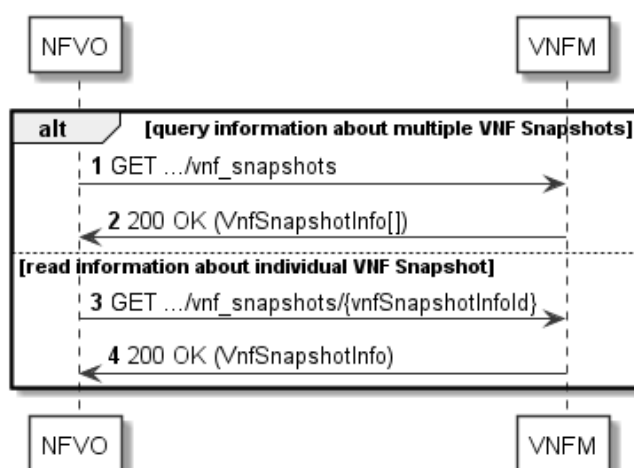 NFVO VNFM
alt [query information about multiple VNF Snapshots]
1 GET .../vnf_snapshots
2 200 OK (VnfSnapshotInfo[])
[read information about individual VNF Snapshot]
3 GET .../vnf_snapshots/{vnfSnapshotInfoId}
4 200 OK (VnfSnapshotInfo)
NFVO VNFM